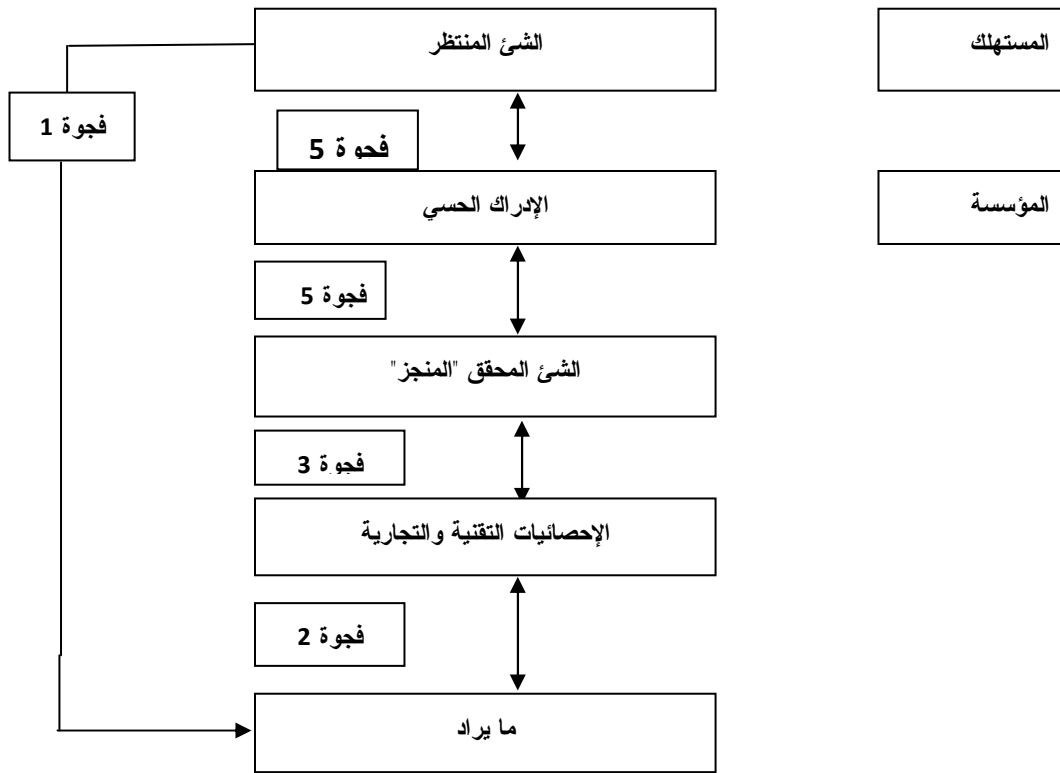 الشئ المنتظر
المستهلك
فجوة 1
فجوة 5
الإدراك الحسي
المؤسسة
فجوة 5
الشئ المحقق "المنجز"
فجوة 3
الإحصائيات التقنية والتجارية
فجوة 2
ما يراد